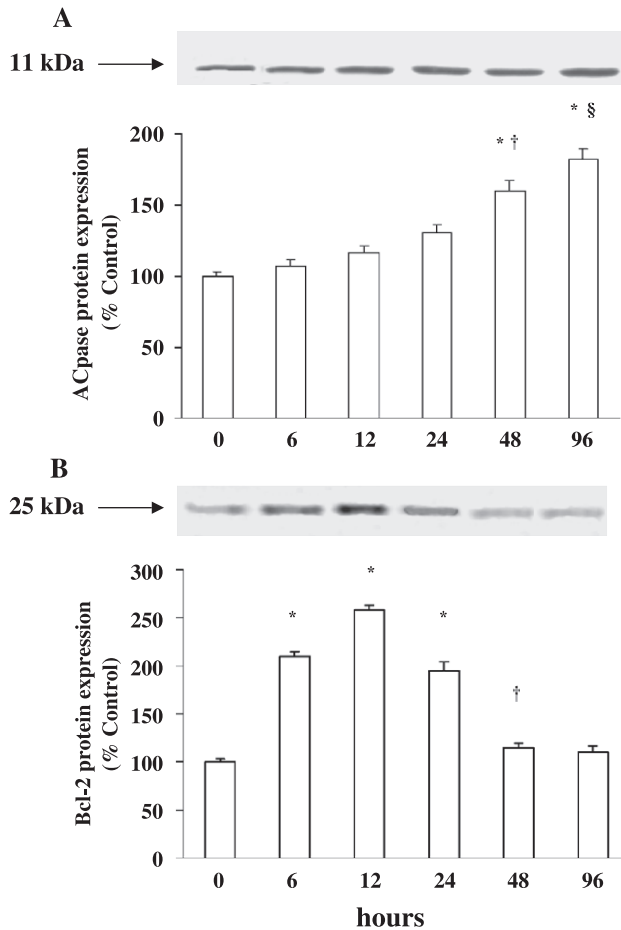 A
11 kDa
* §
* †
200
150
100
50
0
ACpase protein expression
(% Control)
0 6 12 24 48 96
B
25 kDa
*
*
*
†
300
250
200
150
100
50
0
Bcl-2 protein expression
(% Control)
0 6 12 24 48 96
hours